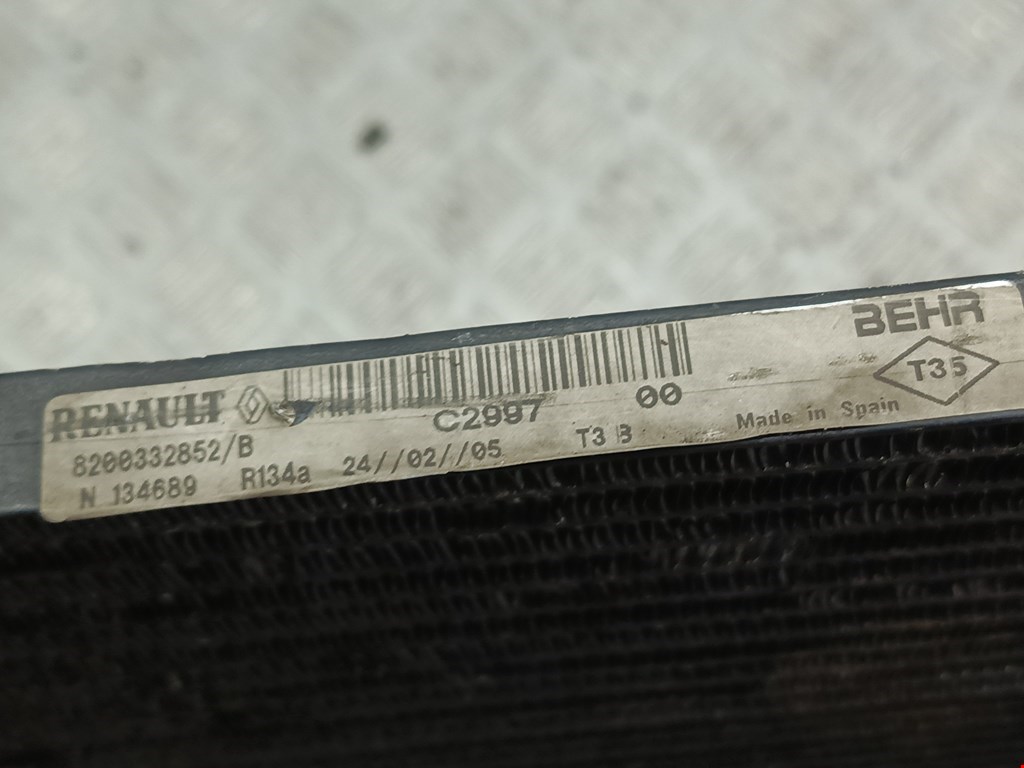 RENAULT
C2997 00
BEHR
T35
8200332852/B
N 134689 R134a 24//02//05 T3 B Made in Spain